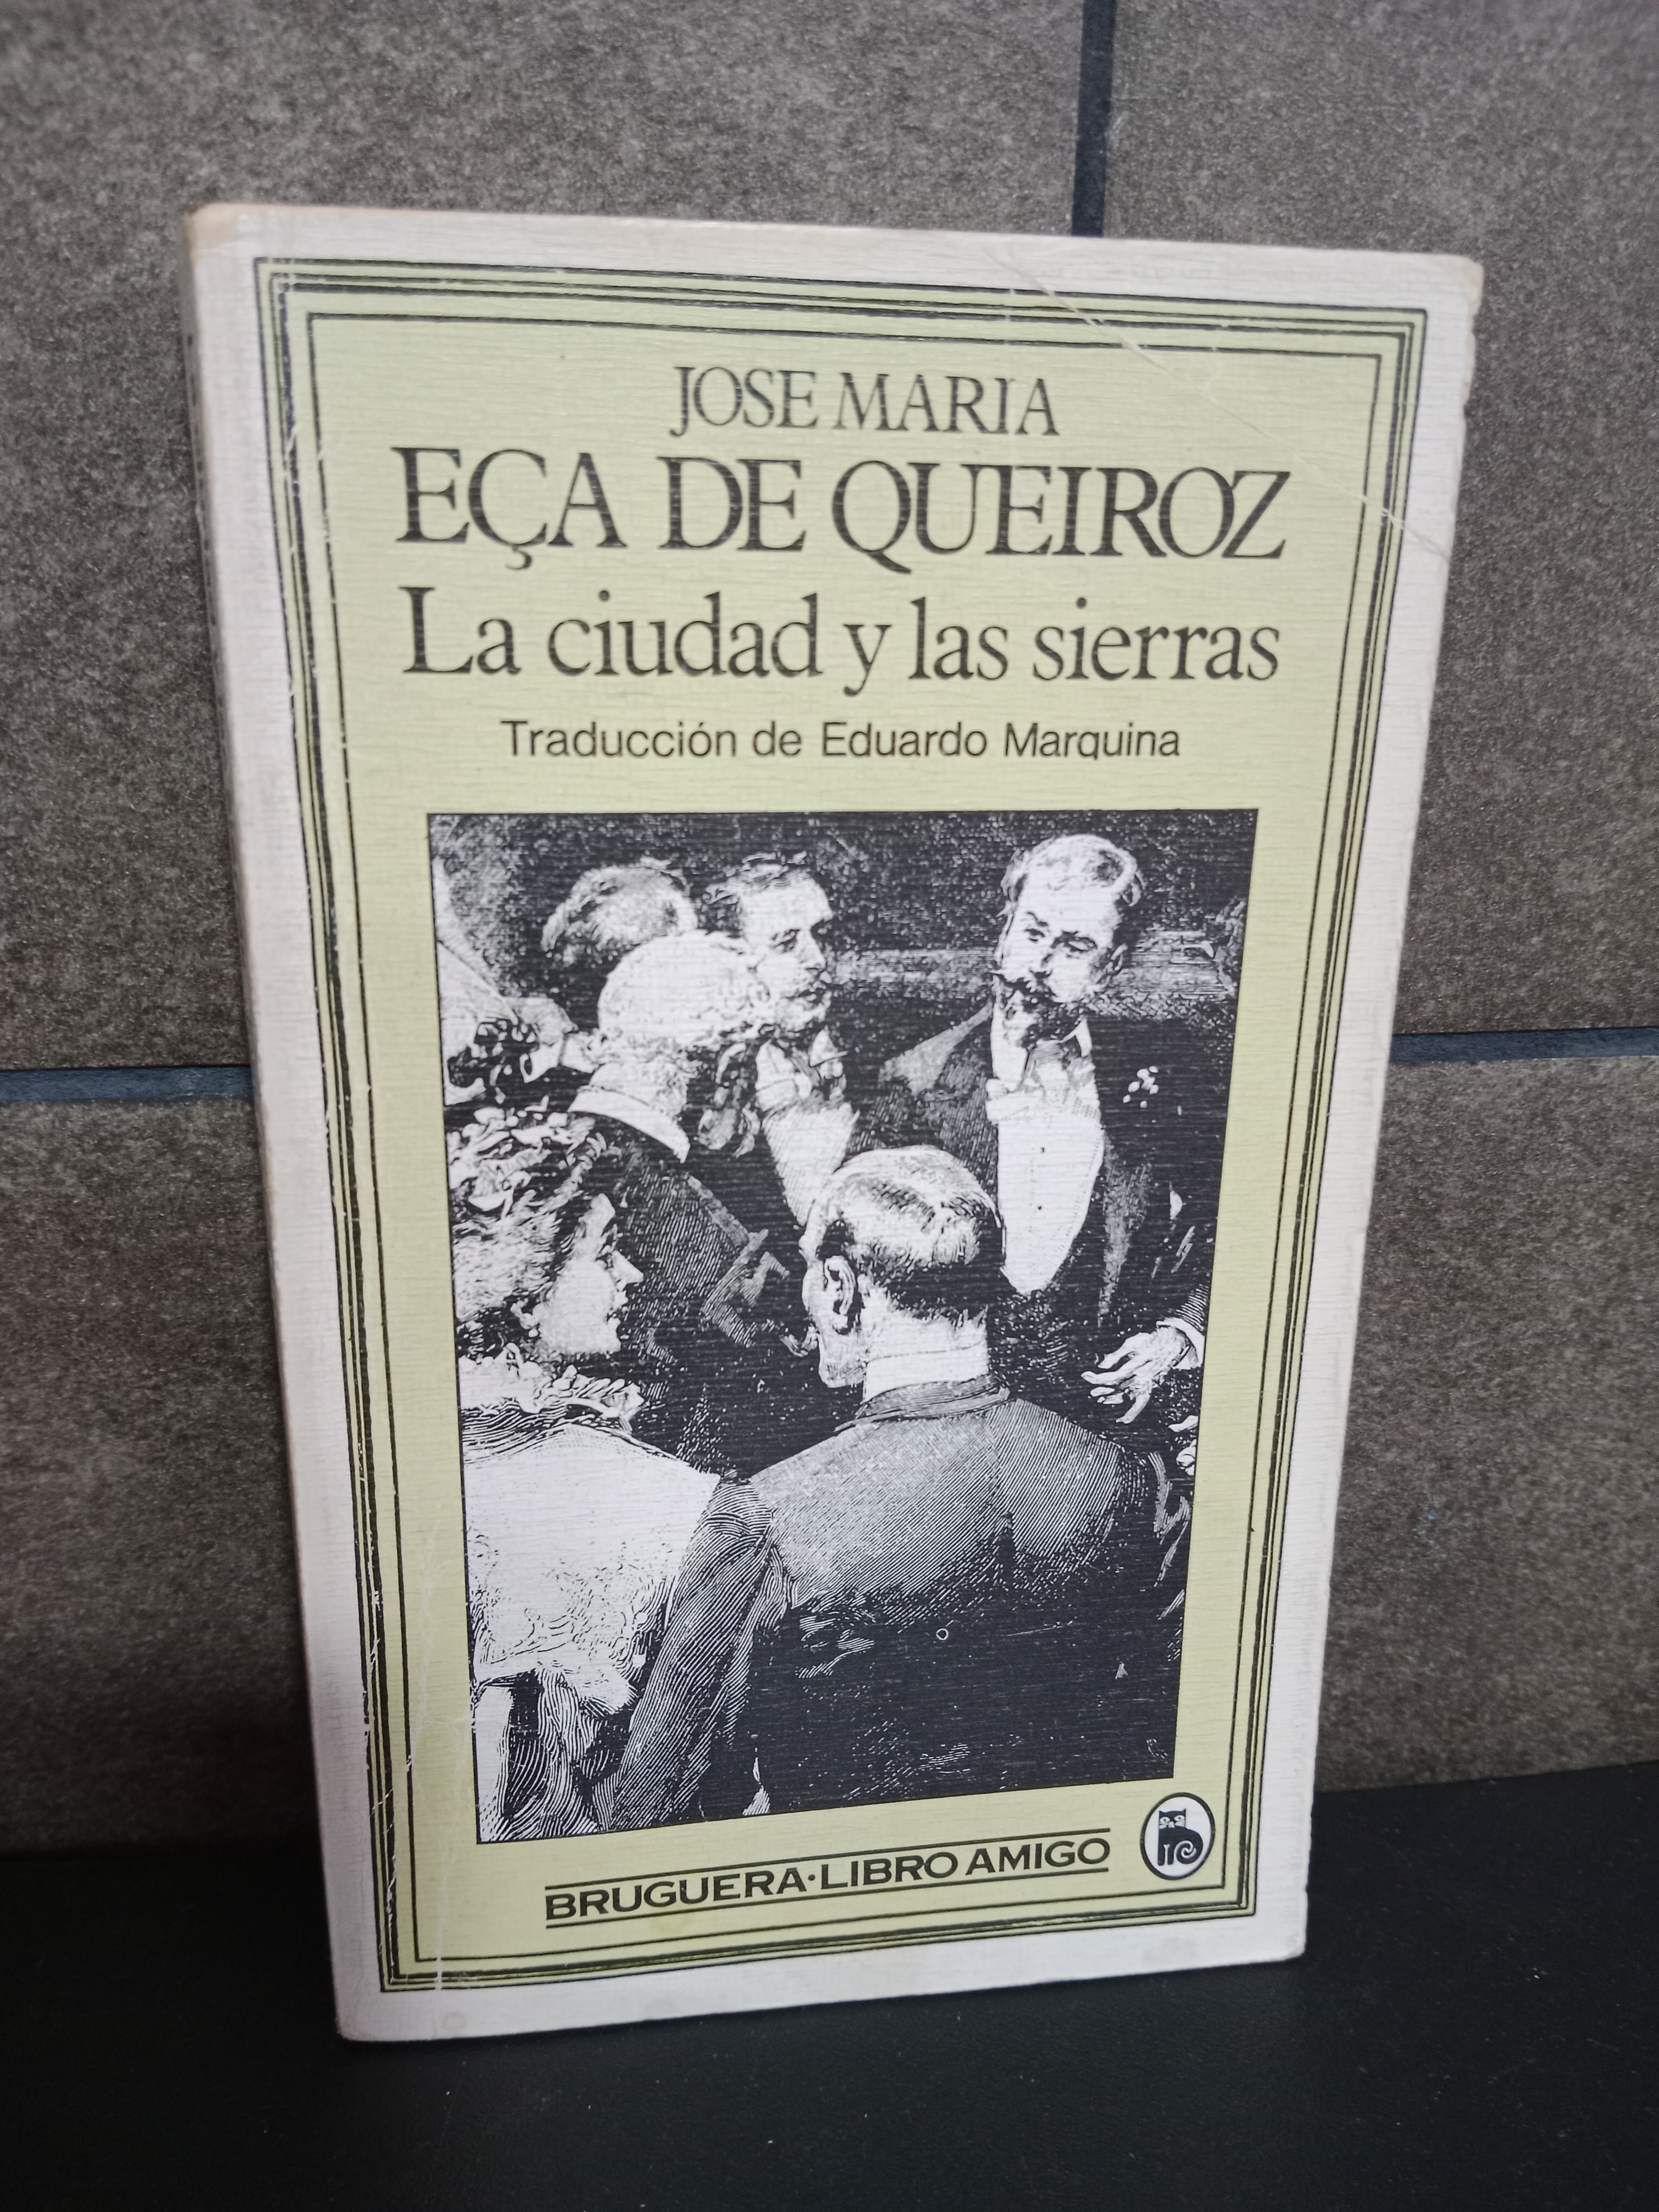 JOSE MARIA
EÇA DE QUEIROZ
La ciudad y las sierras
Traducción de Eduardo Marquina
BRUGUERA·LIBRO AMIGO